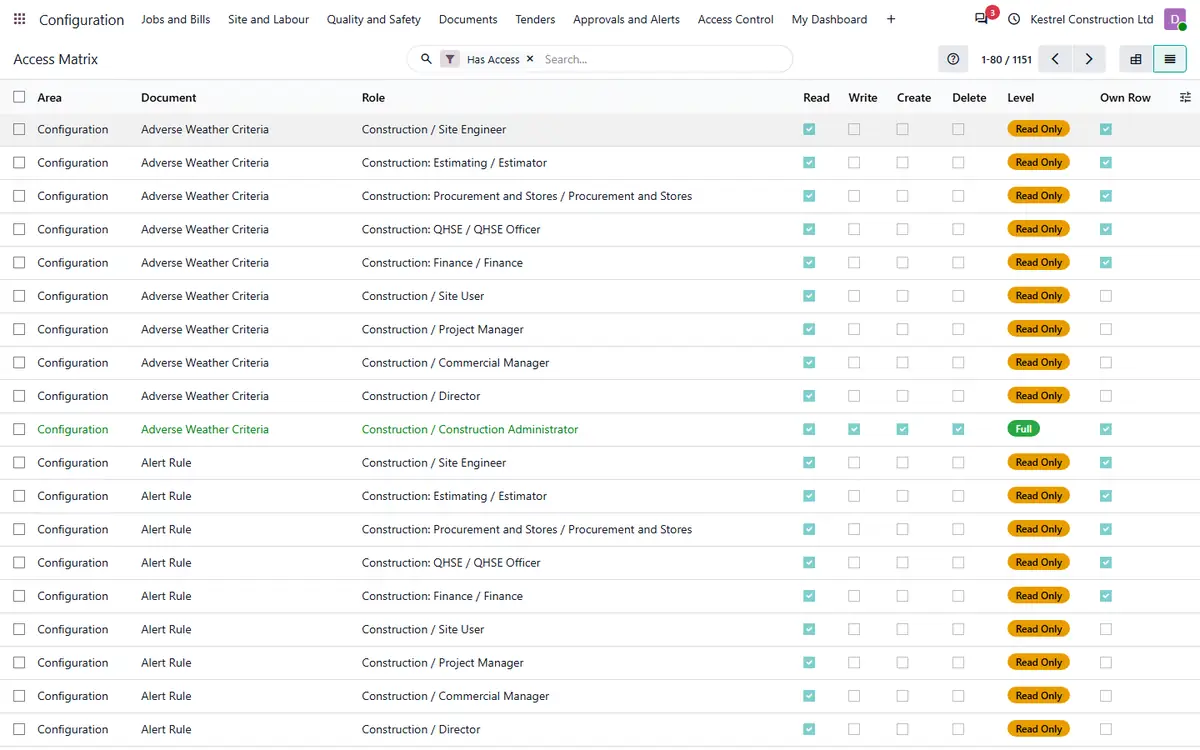 Configuration Jobs and Bills Site and Labour Quality and Safety Documents Tenders Approvals and Alerts Access Control My Dashboard + 3 Kestrel Construction Ltd D
Access Matrix Has Access × Search... 1-80 / 1151
Area Document Role Read Write Create Delete Level Own Row
Configuration Adverse Weather Criteria Construction / Site Engineer Read Only
Configuration Adverse Weather Criteria Construction: Estimating / Estimator Read Only
Configuration Adverse Weather Criteria Construction: Procurement and Stores / Procurement and Stores Read Only
Configuration Adverse Weather Criteria Construction: QHSE / QHSE Officer Read Only
Configuration Adverse Weather Criteria Construction: Finance / Finance Read Only
Configuration Adverse Weather Criteria Construction / Site User Read Only
Configuration Adverse Weather Criteria Construction / Project Manager Read Only
Configuration Adverse Weather Criteria Construction / Commercial Manager Read Only
Configuration Adverse Weather Criteria Construction / Director Read Only
Configuration Adverse Weather Criteria Construction / Construction Administrator Full
Configuration Alert Rule Construction / Site Engineer Read Only
Configuration Alert Rule Construction: Estimating / Estimator Read Only
Configuration Alert Rule Construction: Procurement and Stores / Procurement and Stores Read Only
Configuration Alert Rule Construction: QHSE / QHSE Officer Read Only
Configuration Alert Rule Construction: Finance / Finance Read Only
Configuration Alert Rule Construction / Site User Read Only
Configuration Alert Rule Construction / Project Manager Read Only
Configuration Alert Rule Construction / Commercial Manager Read Only
Configuration Alert Rule Construction / Director Read Only